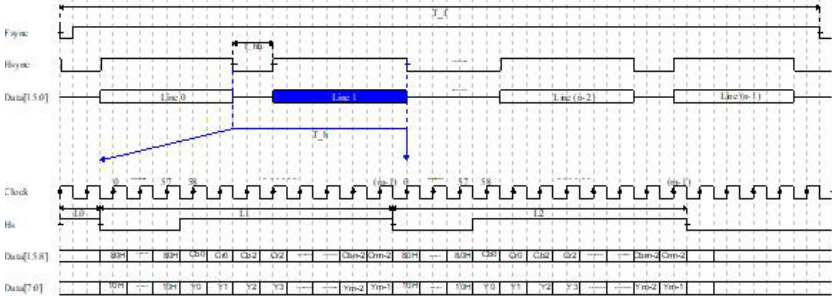 T_f
Fsync
T_hb
Hsync
Data[15:0] Line 0 Line 1 Line (n-2) Line (n-1)
T_h
0 57 58 (m-1) 0 57 58 (m-1)
Clock
L0 L1 L2
Hs
Data[15:8] 80H 80H Cb0 Cr0 Cb2 Cr2 Cbm-2 Crm-2 80H 80H Cb0 Cr0 Cb2 Cbm-2 Crm-2
Data[7:0] 10H 10H Y0 Y1 Y2 Y3 Ym-2 Ym-1 10H 10H Y0 Y1 Y2 Y3 Ym-2 Ym-1